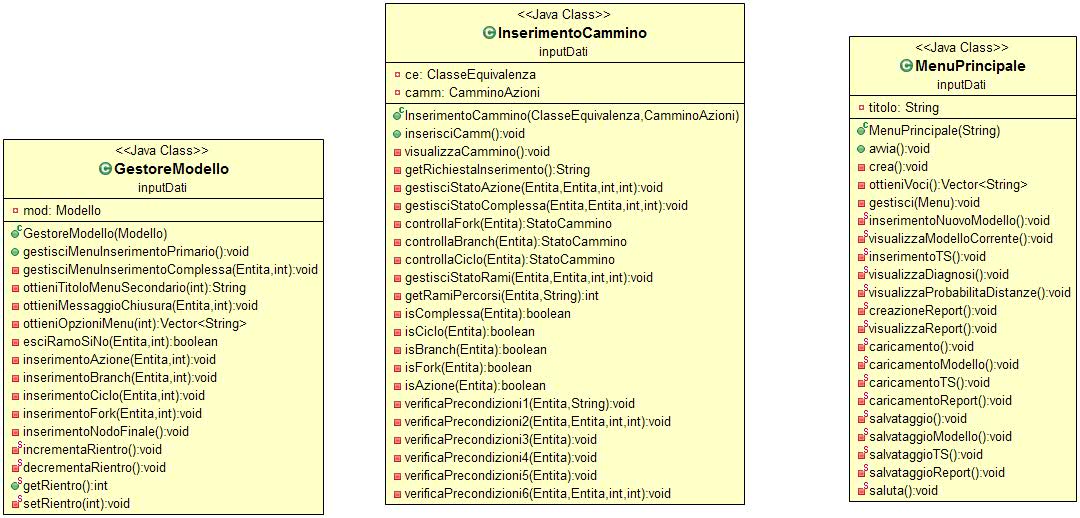 <<Java Class>>
GestoreModello
inputDati
mod: Modello
GestoreModello(Modello)
gestisciMenuInserimentoPrimario():void
gestisciMenuInserimentoComplessa(Entita,int):void
ottieniTitoloMenuSecondario(int):String
ottieniMessaggioChiusura(Entita,int):void
ottieniOpzioniMenu(int):Vector<String>
esciRamoSiNo(Entita,int):boolean
inserimentoAzione(Entita,int):void
inserimentoBranch(Entita,int):void
inserimentoCiclo(Entita,int):void
inserimentoFork(Entita,int):void
inserimentoNodoFinale():void
incrementaRientro():void
decrementaRientro():void
getRientro():int
setRientro(int):void
<<Java Class>>
InserimentoCammino
inputDati
ce: ClasseEquivalenza
camm: CamminoAzioni
InserimentoCammino(ClasseEquivalenza,CamminoAzioni)
inserisciCamm():void
visualizzaCammino():void
getRichiestaInserimento():String
gestisciStatoAzione(Entita,Entita,int,int):void
gestisciStatoComplessa(Entita,Entita,int,int):void
controllaFork(Entita):StatoCammino
controllaBranch(Entita):StatoCammino
controllaCiclo(Entita):StatoCammino
gestisciStatoRami(Entita,Entita,int,int):void
getRamiPercorsi(Entita,String):int
isComplessa(Entita):boolean
isCiclo(Entita):boolean
isBranch(Entita):boolean
isFork(Entita):boolean
isAzione(Entita):boolean
verificaPrecondizioni1(Entita,String):void
verificaPrecondizioni2(Entita,Entita,int,int):void
verificaPrecondizioni3(Entita):void
verificaPrecondizioni4(Entita):void
verificaPrecondizioni5(Entita):void
verificaPrecondizioni6(Entita,Entita,int,int):void
<<Java Class>>
MenuPrincipale
inputDati
titolo: String
MenuPrincipale(String)
avvia():void
crea():void
ottieniVoci():Vector<String>
gestisci(Menu):void
inserimentoNuovoModello():void
visualizzaModelloCorrente():void
inserimentoTS():void
visualizzaDiagnosi():void
visualizzaProbabilitaDistanze():void
creazioneReport():void
visualizzaReport():void
caricamento():void
caricamentoModello():void
caricamentoTS():void
caricamentoReport():void
salvataggio():void
salvataggioModello():void
salvataggioTS():void
salvataggioReport():void
saluta():void